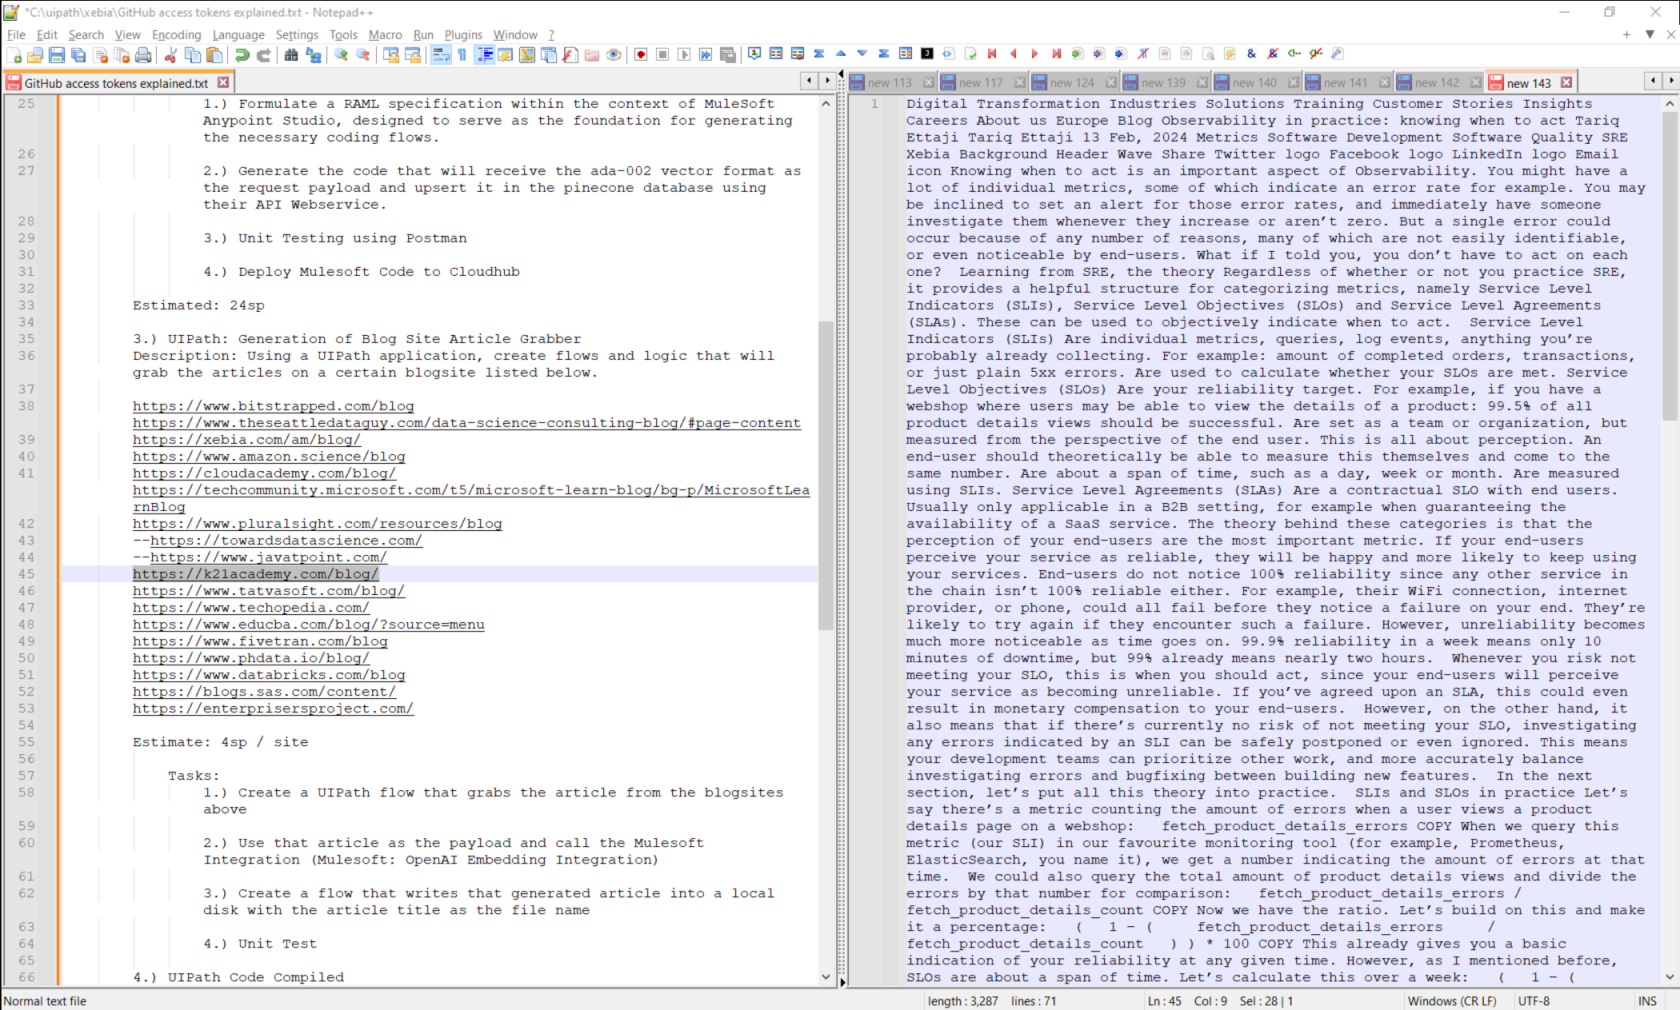 *C:\uipath\xebia\GitHub access tokens explained.txt - Notepad++
File Edit Search View Encoding Language Settings Tools Macro Run Plugins Window ?
GitHub access tokens explained.txt
25 1.) Formulate a RAML specification within the context of MuleSoft
Anypoint Studio, designed to serve as the foundation for generating
the necessary coding flows.
26
27 2.) Generate the code that will receive the ada-002 vector format as
the request payload and upsert it in the pinecone database using
their API Webservice.
28
29 3.) Unit Testing using Postman
30
31 4.) Deploy Mulesoft Code to Cloudhub
32
33 Estimated: 24sp
34
35 3.) UIPath: Generation of Blog Site Article Grabber
36 Description: Using a UIPath application, create flows and logic that will
grab the articles on a certain blogsite listed below.
37
38 https://www.bitstrapped.com/blog
https://www.theseattledataguy.com/data-science-consulting-blog/#page-content
39 https://xebia.com/am/blog/
40 https://www.amazon.science/blog
41 https://cloudacademy.com/blog/
https://techcommunity.microsoft.com/t5/microsoft-learn-blog/bg-p/MicrosoftLea
rnBlog
42 https://www.pluralsight.com/resources/blog
43 --https://towardsdatascience.com/
44 --https://www.javatpoint.com/
45 https://k21academy.com/blog/
46 https://www.tatvasoft.com/blog/
47 https://www.techopedia.com/
48 https://www.educba.com/blog/?source=menu
49 https://www.fivetran.com/blog
50 https://www.phdata.io/blog/
51 https://www.databricks.com/blog
52 https://blogs.sas.com/content/
53 https://enterprisersproject.com/
54
55 Estimate: 4sp / site
56
57 Tasks:
58 1.) Create a UIPath flow that grabs the article from the blogsites
above
59
60 2.) Use that article as the payload and call the Mulesoft
Integration (Mulesoft: OpenAI Embedding Integration)
61
62 3.) Create a flow that writes that generated article into a local
disk with the article title as the file name
63
64 4.) Unit Test
65
66 4.) UIPath Code Compiled
new 113 new 117 new 124 new 139 new 140 new 141 new 142 new 143
1 Digital Transformation Industries Solutions Training Customer Stories Insights
Careers About us Europe Blog Observability in practice: knowing when to act Tariq
Ettaji Tariq Ettaji 13 Feb, 2024 Metrics Software Development Software Quality SRE
Xebia Background Header Wave Share Twitter logo Facebook logo LinkedIn logo Email
icon Knowing when to act is an important aspect of Observability. You might have a
lot of individual metrics, some of which indicate an error rate for example. You may
be inclined to set an alert for those error rates, and immediately have someone
investigate them whenever they increase or aren’t zero. But a single error could
occur because of any number of reasons, many of which are not easily identifiable,
or even noticeable by end-users. What if I told you, you don’t have to act on each
one?  Learning from SRE, the theory Regardless of whether or not you practice SRE,
it provides a helpful structure for categorizing metrics, namely Service Level
Indicators (SLIs), Service Level Objectives (SLOs) and Service Level Agreements
(SLAs). These can be used to objectively indicate when to act.  Service Level
Indicators (SLIs) Are individual metrics, queries, log events, anything you’re
probably already collecting. For example: amount of completed orders, transactions,
or just plain 5xx errors. Are used to calculate whether your SLOs are met. Service
Level Objectives (SLOs) Are your reliability target. For example, if you have a
webshop where users may be able to view the details of a product: 99.5% of all
product details views should be successful. Are set as a team or organization, but
measured from the perspective of the end user. This is all about perception. An
end-user should theoretically be able to measure this themselves and come to the
same number. Are about a span of time, such as a day, week or month. Are measured
using SLIs. Service Level Agreements (SLAs) Are a contractual SLO with end users.
Usually only applicable in a B2B setting, for example when guaranteeing the
availability of a SaaS service. The theory behind these categories is that the
perception of your end-users are the most important metric. If your end-users
perceive your service as reliable, they will be happy and more likely to keep using
your services. End-users do not notice 100% reliability since any other service in
the chain isn’t 100% reliable either. For example, their WiFi connection, internet
provider, or phone, could all fail before they notice a failure on your end. They’re
likely to try again if they encounter such a failure. However, unreliability becomes
much more noticeable as time goes on. 99.9% reliability in a week means only 10
minutes of downtime, but 99% already means nearly two hours.  Whenever you risk not
meeting your SLO, this is when you should act, since your end-users will perceive
your service as becoming unreliable. If you’ve agreed upon an SLA, this could even
result in monetary compensation to your end-users.  However, on the other hand, it
also means that if there’s currently no risk of not meeting your SLO, investigating
any errors indicated by an SLI can be safely postponed or even ignored. This means
your development teams can prioritize other work, and more accurately balance
investigating errors and bugfixing between building new features.  In the next
section, let’s put all this theory into practice.  SLIs and SLOs in practice Let’s
say there’s a metric counting the amount of errors when a user views a product
details page on a webshop:   fetch_product_details_errors COPY When we query this
metric (our SLI) in our favourite monitoring tool (for example, Prometheus,
ElasticSearch, you name it), we get a number indicating the amount of errors at that
time.  We could also query the total amount of product details views and divide the
errors by that number for comparison:   fetch_product_details_errors /
fetch_product_details_count COPY Now we have the ratio. Let’s build on this and make
it a percentage:   (   1 - (     fetch_product_details_errors     /
fetch_product_details_count   ) ) * 100 COPY This already gives you a basic
indication of your reliability at any given time. However, as I mentioned before,
SLOs are about a span of time. Let’s calculate this over a week:   (   1 - (
Normal text file length : 3,287 lines : 71 Ln : 45 Col : 9 Sel : 28 | 1 Windows (CR LF) UTF-8 INS